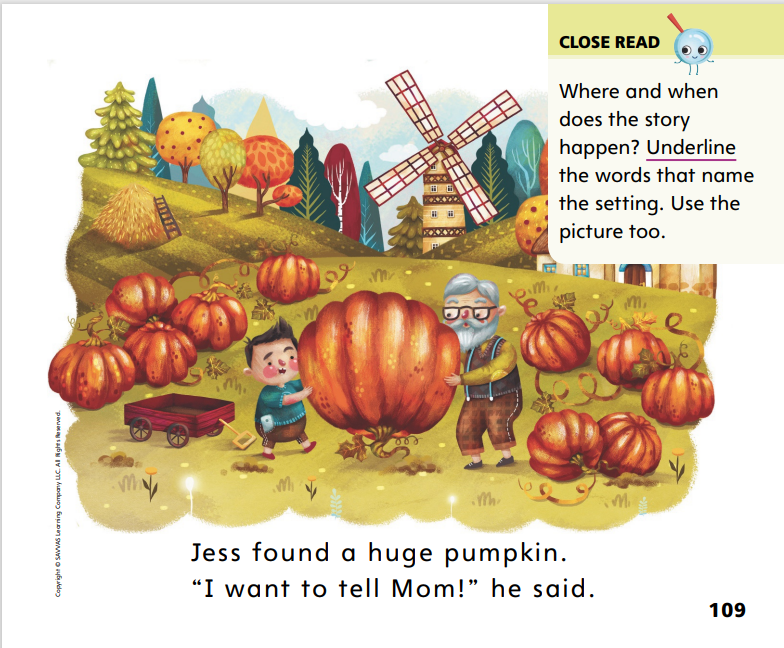 CLOSE READ
Where and when
does the story
happen? Underline
the words that name
the setting. Use the
picture too.
Jess found a huge pumpkin.
“I want to tell Mom!” he said.
Copyright © SAVVAS Learning Company LLC. All Rights Reserved.
109